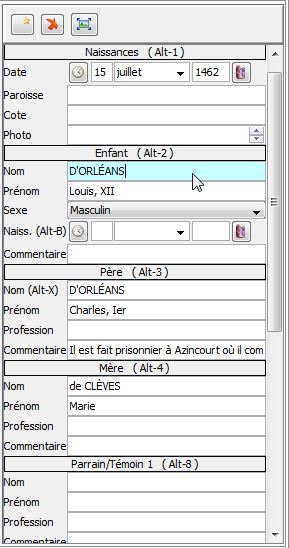 Naissances ( Alt-1 )
Date 15 juillet 1462
Paroisse
Cote
Photo
Enfant ( Alt-2 )
Nom D'ORLÉANS
Prénom Louis, XII
Sexe Masculin
Naiss. (Alt-B)
Commentaire
Père ( Alt-3 )
Nom (Alt-X) D'ORLÉANS
Prénom Charles, Ier
Profession
Commentaire Il est fait prisonnier à Azincourt où il com
Mère ( Alt-4 )
Nom de CLÈVES
Prénom Marie
Profession
Commentaire
Parrain/Témoin 1 ( Alt-8 )
Nom
Prénom
Profession
Commentaire